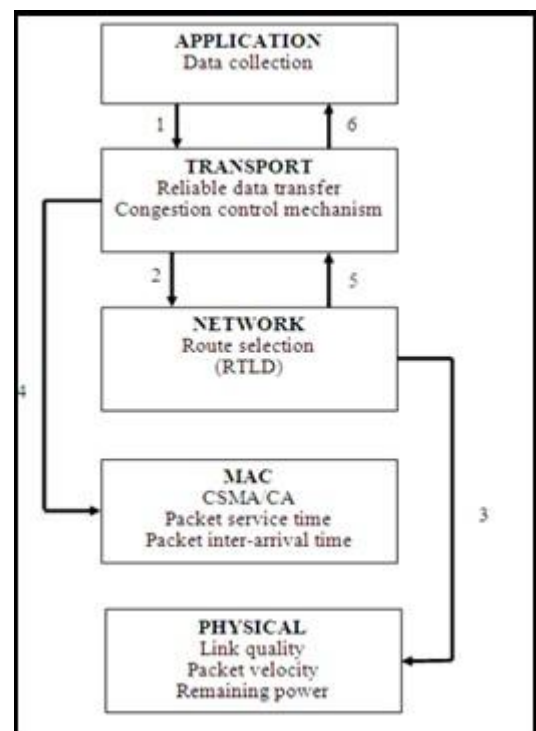 APPLICATION
Data collection
1
6
TRANSPORT
Reliable data transfer
Congestion control mechanism
2
5
NETWORK
Route selection
(RTLD)
4
MAC
CSMA/CA
Packet service time
Packet inter-arrival time
3
PHYSICAL
Link quality
Packet velocity
Remaining power